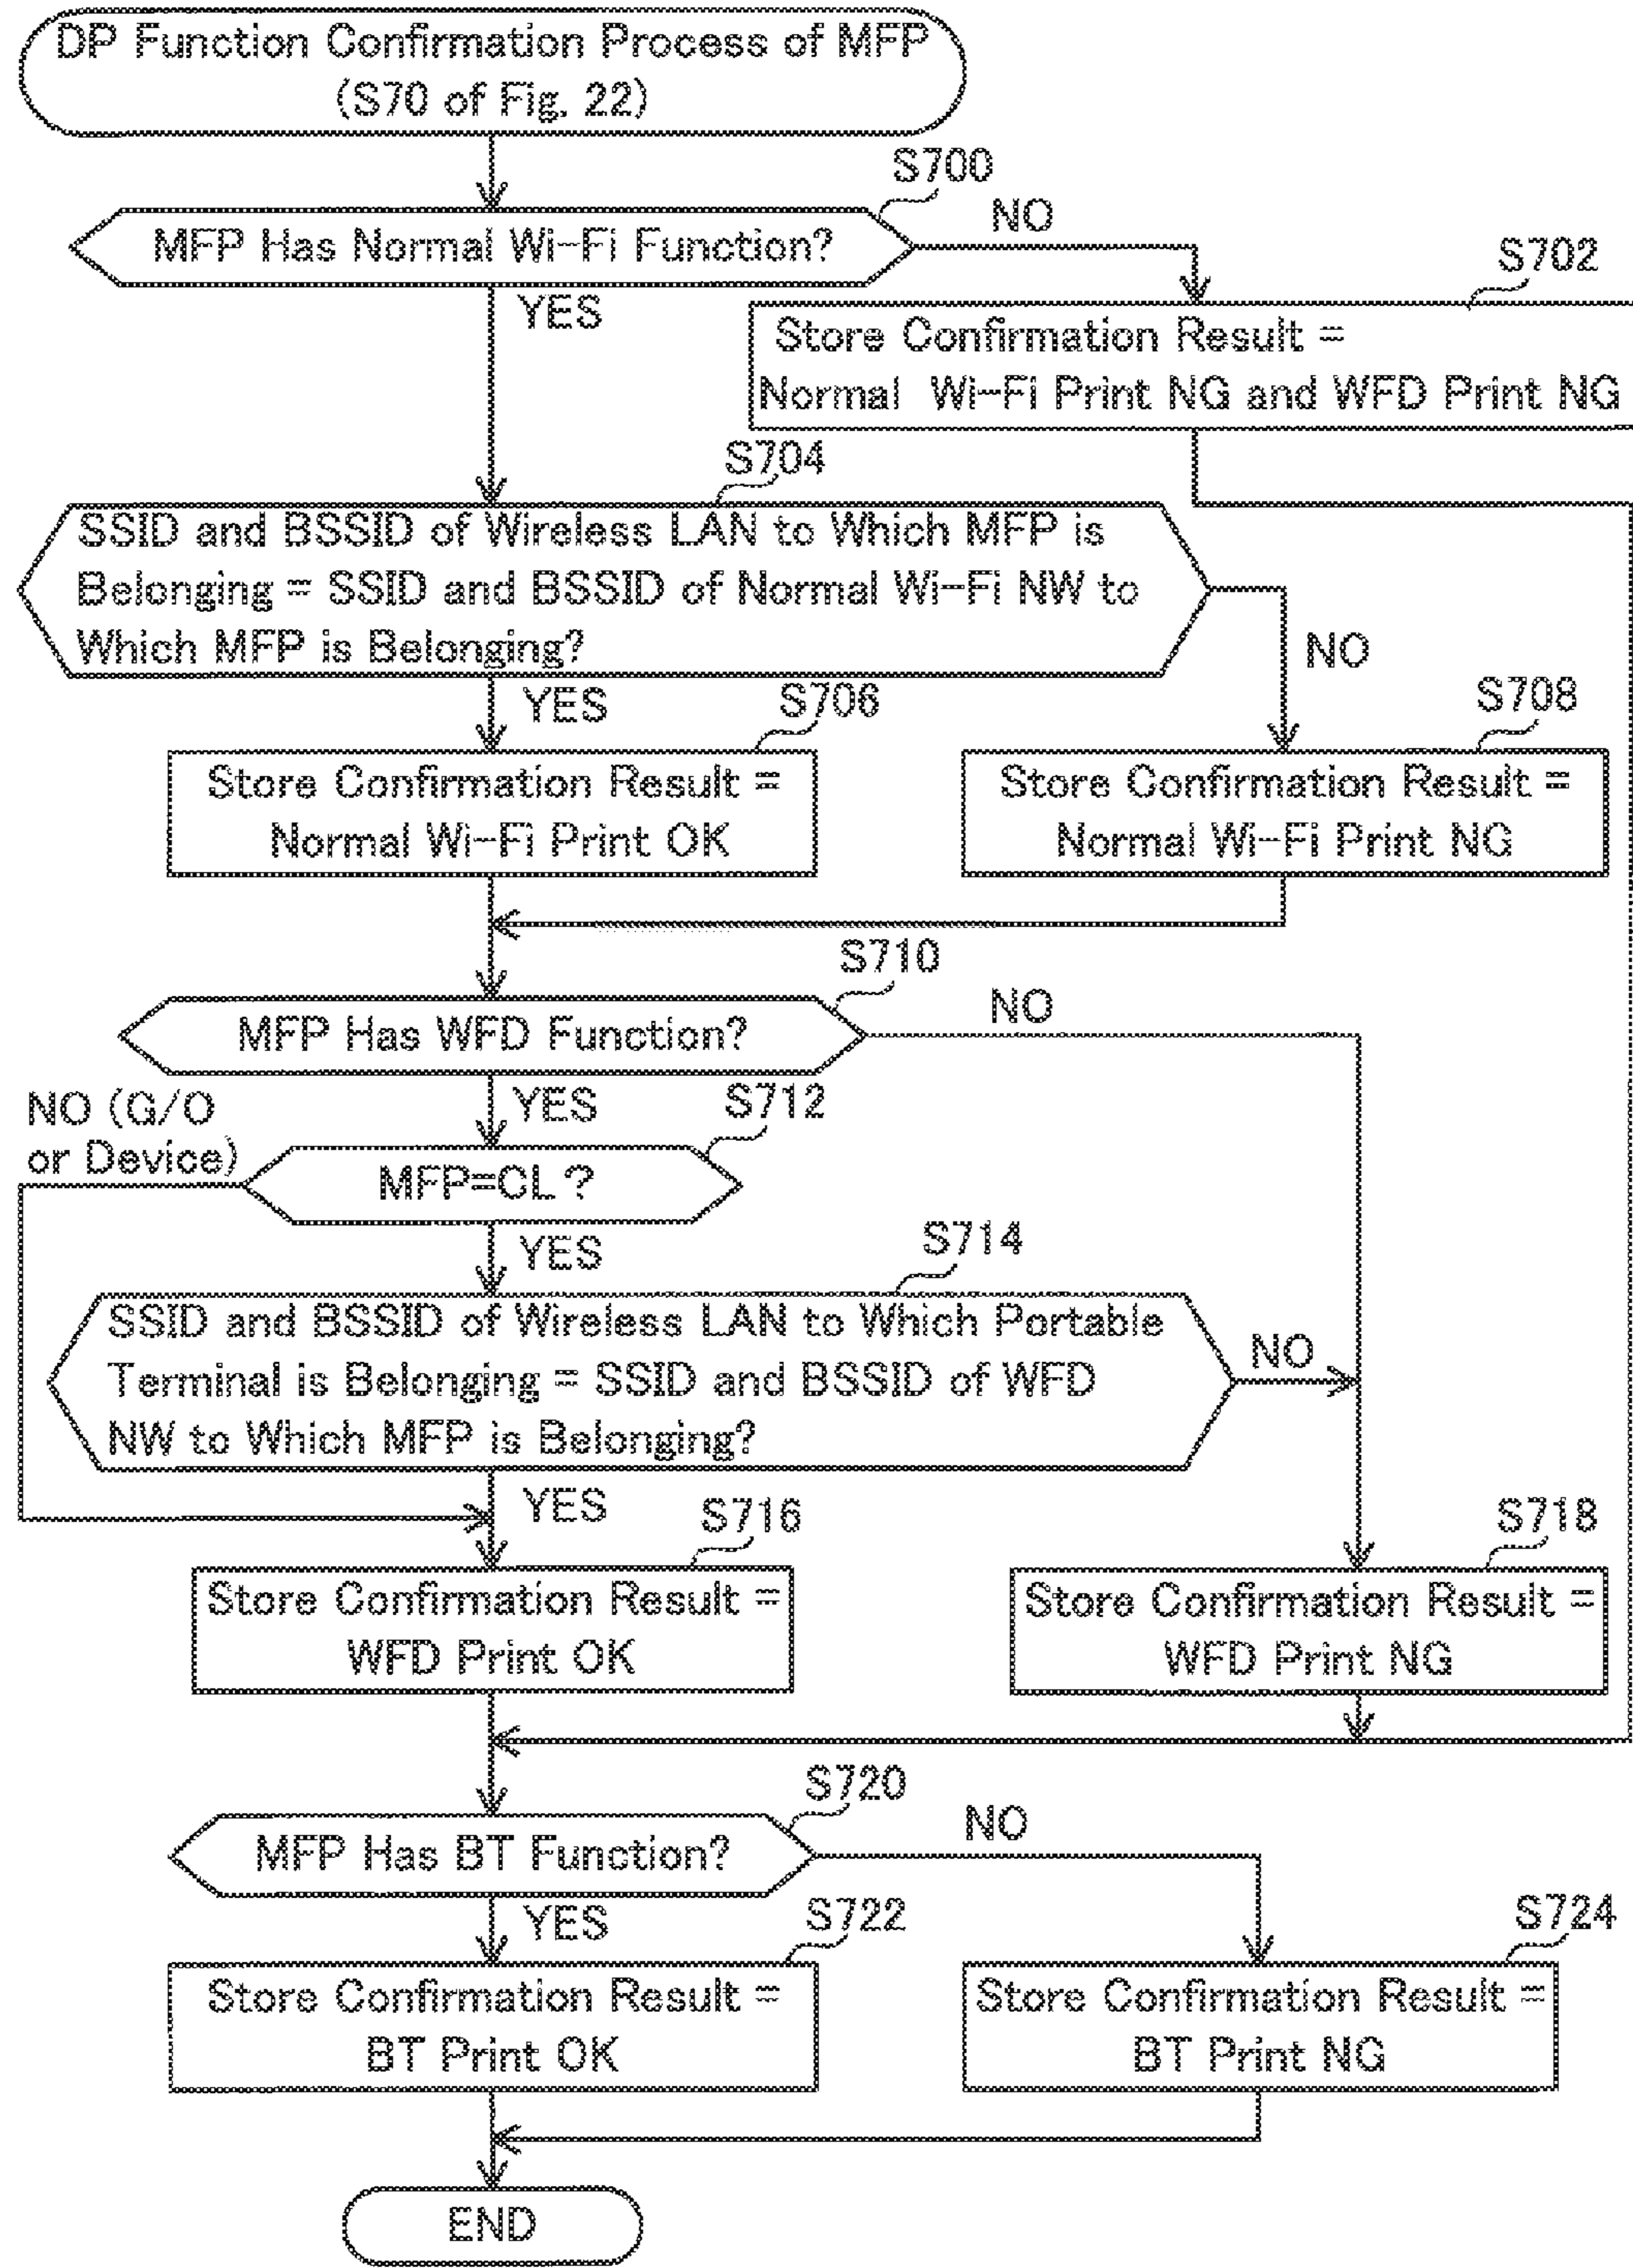 DP Function Confirmation Process of MFP
(S70 of Fig. 22)
S700
MFP Has Normal Wi-Fi Function?
NO
YES
S702
Store Confirmation Result =
Normal Wi-Fi Print NG and WFD Print NG
S704
SSID and BSSID of Wireless LAN to Which MFP is
Belonging = SSID and BSSID of Normal Wi-Fi NW to
Which MFP is Belonging?
NO
YES
S706
Store Confirmation Result =
Normal Wi-Fi Print OK
S708
Store Confirmation Result =
Normal Wi-Fi Print NG
S710
MFP Has WFD Function?
NO
YES
S712
NO (G/O
or Device)
MFP=CL?
YES
S714
SSID and BSSID of Wireless LAN to Which Portable
Terminal is Belonging = SSID and BSSID of WFD
NW to Which MFP is Belonging?
NO
YES
S716
Store Confirmation Result =
WFD Print OK
S718
Store Confirmation Result =
WFD Print NG
S720
MFP Has BT Function?
NO
YES
S722
Store Confirmation Result =
BT Print OK
S724
Store Confirmation Result =
BT Print NG
END